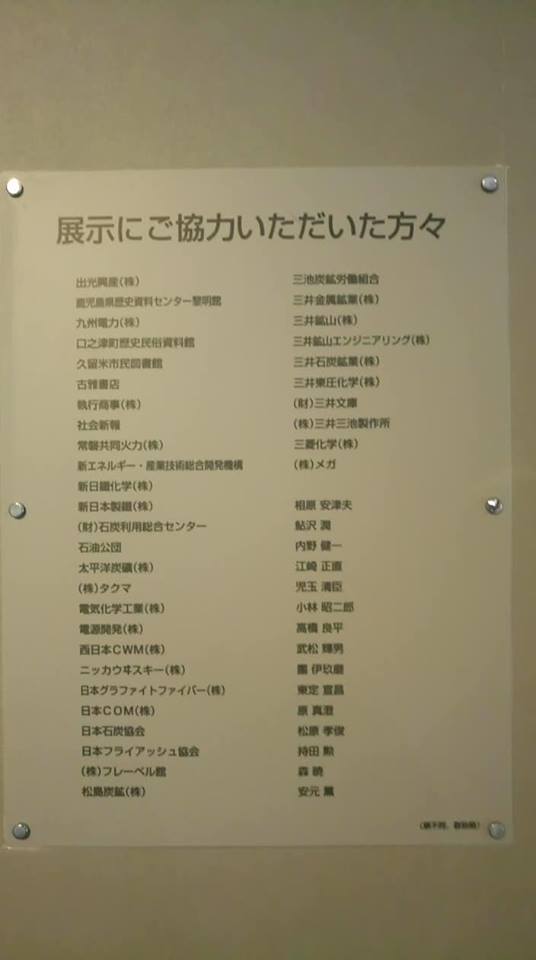 展示にご協力いただいた方々
出光興産(株)
鹿児島県歴史資料センター黎明館
九州電力(株)
口之津町歴史民俗資料館
久留米市民図書館
古雅書店
執行商事(株)
社会新報
常磐共同火力(株)
新エネルギー・産業技術総合開発機構
新日鐵化学(株)
新日本製鐵(株)
(財)石炭利用総合センター
石油公団
太平洋炭礦(株)
(株)タクマ
電気化学工業(株)
電源開発(株)
西日本CWM(株)
ニッカウヰスキー(株)
日本グラファイトファイバー(株)
日本COM(株)
日本石炭協会
日本フライアッシュ協会
(株)フレーベル館
松島炭鉱(株)
三池炭鉱労働組合
三井金属鉱業(株)
三井鉱山(株)
三井鉱山エンジニアリング(株)
三井石炭鉱業(株)
三井東圧化学(株)
(財)三井文庫
(株)三井三池製作所
三菱化学(株)
(株)メガ
相原 安津夫
鮎沢 潤
内野 健一
江崎 正直
児玉 清臣
小林 昭二郎
高橋 良平
武松 輝男
團 伊玖磨
東定 宣昌
原 真澄
松原 孝俊
持田 勲
森 暁
安元 薫
(順不同、敬称略)